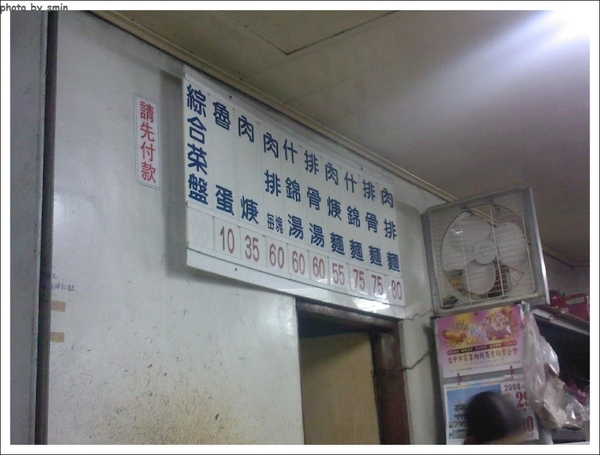 photo by smin
請先付款
肉排麵 80
排骨麵 75
什錦麵 75
肉焿麵 55
排骨湯 60
什錦湯 60
肉排 每塊 60
肉焿 35
魯蛋 10
綜合菜盤
2008
29